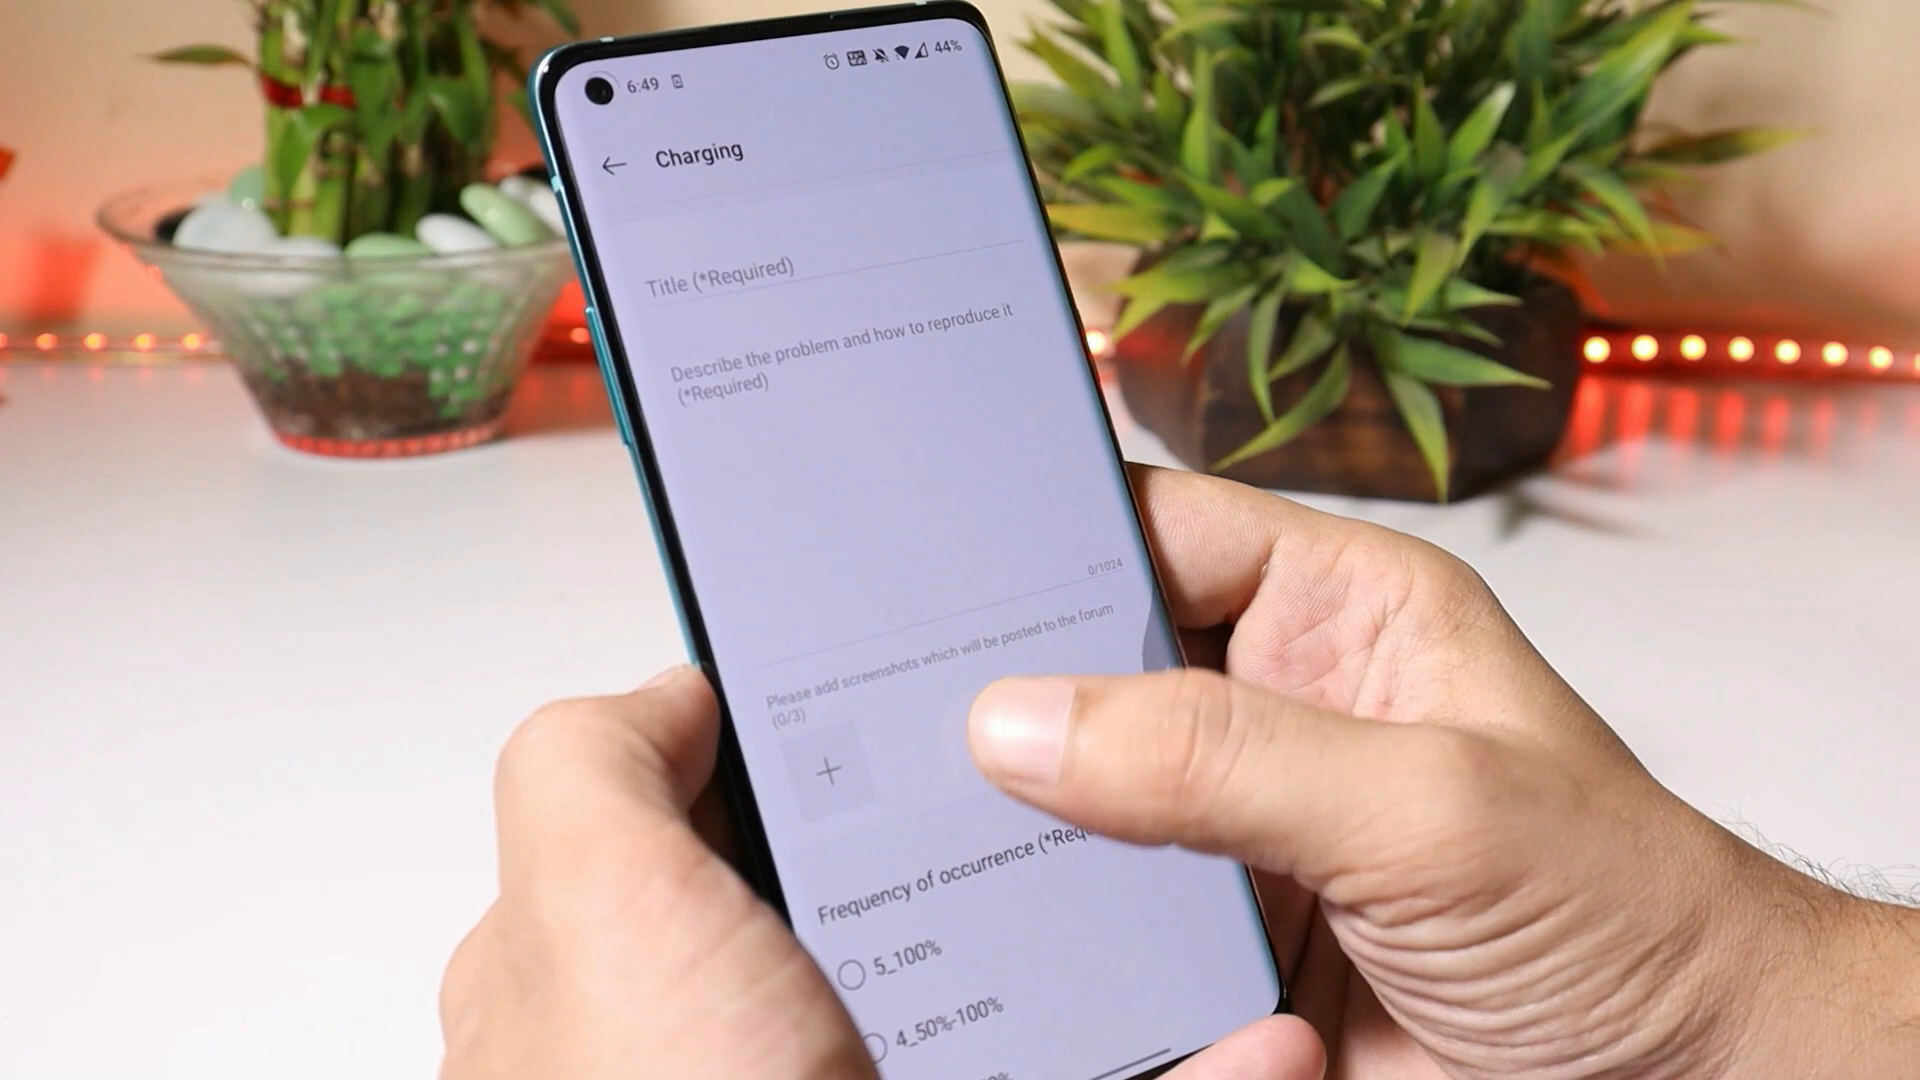 6:49
44%
Charging
Title (*Required)
Describe the problem and how to reproduce it
(*Required)
0/1024
Please add screenshots which will be posted to the forum
(0/3)
Frequency of occurrence
5_100%
4_50%-100%